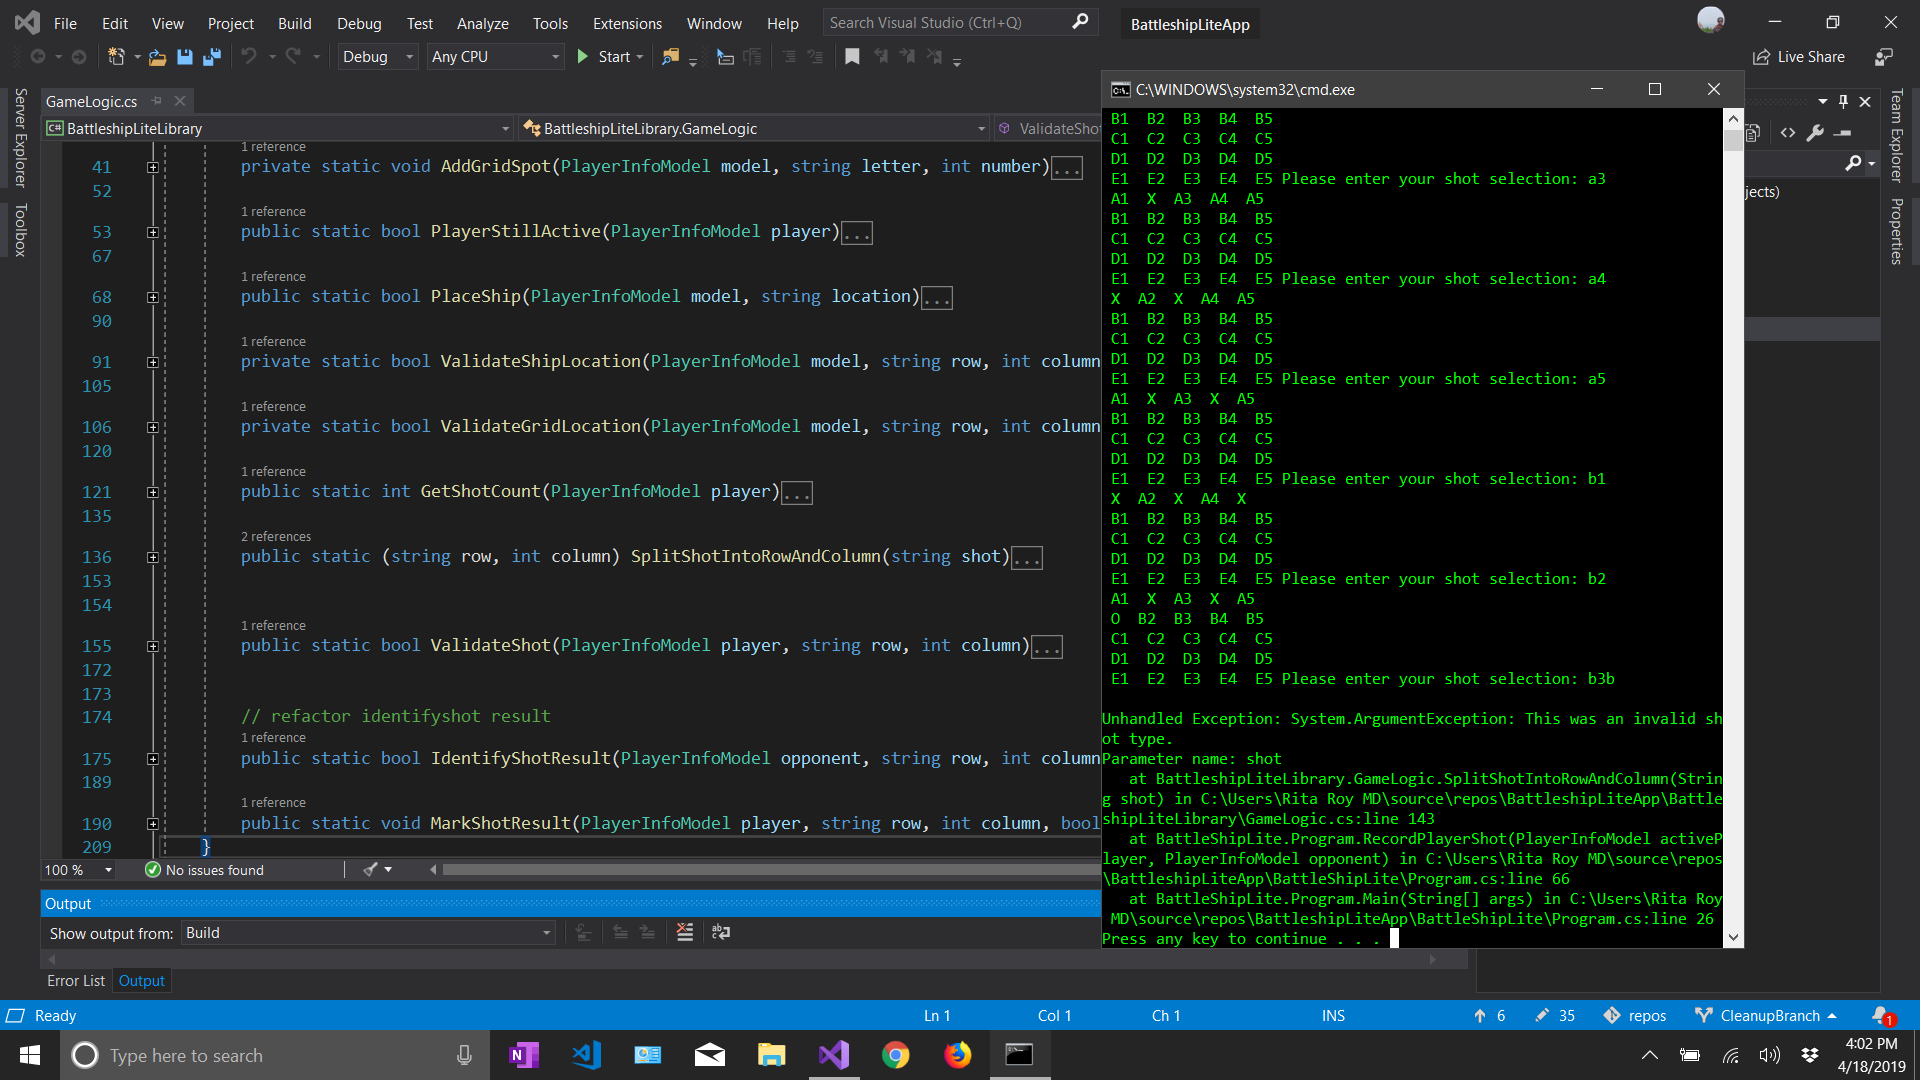 File Edit View Project Build Debug Test Analyze Tools Extensions Window Help Search Visual Studio (Ctrl+Q) BattleshipLiteApp
Debug Any CPU Start Live Share
Server Explorer
Toolbox
GameLogic.cs
BattleshipLiteLibrary BattleshipLiteLibrary.GameLogic ValidateSho
1 reference
41 private static void AddGridSpot(PlayerInfoModel model, string letter, int number)...
52
1 reference
53 public static bool PlayerStillActive(PlayerInfoModel player)...
67
1 reference
68 public static bool PlaceShip(PlayerInfoModel model, string location)...
90
1 reference
91 private static bool ValidateShipLocation(PlayerInfoModel model, string row, int column
105
1 reference
106 private static bool ValidateGridLocation(PlayerInfoModel model, string row, int column
120
1 reference
121 public static int GetShotCount(PlayerInfoModel player)...
135
2 references
136 public static (string row, int column) SplitShotIntoRowAndColumn(string shot)...
153
154
1 reference
155 public static bool ValidateShot(PlayerInfoModel player, string row, int column)...
172
173
174 // refactor identifyshot result
1 reference
175 public static bool IdentifyShotResult(PlayerInfoModel opponent, string row, int column
189
1 reference
190 public static void MarkShotResult(PlayerInfoModel player, string row, int column, bool
209 }
100 % No issues found
Output
Show output from: Build
Error List Output
C:\WINDOWS\system32\cmd.exe
B1 B2 B3 B4 B5
C1 C2 C3 C4 C5
D1 D2 D3 D4 D5
E1 E2 E3 E4 E5 Please enter your shot selection: a3
A1 X A3 A4 A5
B1 B2 B3 B4 B5
C1 C2 C3 C4 C5
D1 D2 D3 D4 D5
E1 E2 E3 E4 E5 Please enter your shot selection: a4
X A2 X A4 A5
B1 B2 B3 B4 B5
C1 C2 C3 C4 C5
D1 D2 D3 D4 D5
E1 E2 E3 E4 E5 Please enter your shot selection: a5
A1 X A3 X A5
B1 B2 B3 B4 B5
C1 C2 C3 C4 C5
D1 D2 D3 D4 D5
E1 E2 E3 E4 E5 Please enter your shot selection: b1
X A2 X A4 X
B1 B2 B3 B4 B5
C1 C2 C3 C4 C5
D1 D2 D3 D4 D5
E1 E2 E3 E4 E5 Please enter your shot selection: b2
A1 X A3 X A5
O B2 B3 B4 B5
C1 C2 C3 C4 C5
D1 D2 D3 D4 D5
E1 E2 E3 E4 E5 Please enter your shot selection: b3b
Unhandled Exception: System.ArgumentException: This was an invalid sh
ot type.
Parameter name: shot
at BattleshipLiteLibrary.GameLogic.SplitShotIntoRowAndColumn(Strin
g shot) in C:\Users\Rita Roy MD\source\repos\BattleshipLiteApp\Battle
shipLiteLibrary\GameLogic.cs:line 143
at BattleShipLite.Program.RecordPlayerShot(PlayerInfoModel activeP
layer, PlayerInfoModel opponent) in C:\Users\Rita Roy MD\source\repos
\BattleshipLiteApp\BattleShipLite\Program.cs:line 66
at BattleShipLite.Program.Main(String[] args) in C:\Users\Rita Roy
MD\source\repos\BattleshipLiteApp\BattleShipLite\Program.cs:line 26
Press any key to continue . . .
jects)
Team Explorer
Properties
Ready Ln 1 Col 1 Ch 1 INS 6 35 repos CleanupBranch 1
Type here to search
4:02 PM
4/18/2019